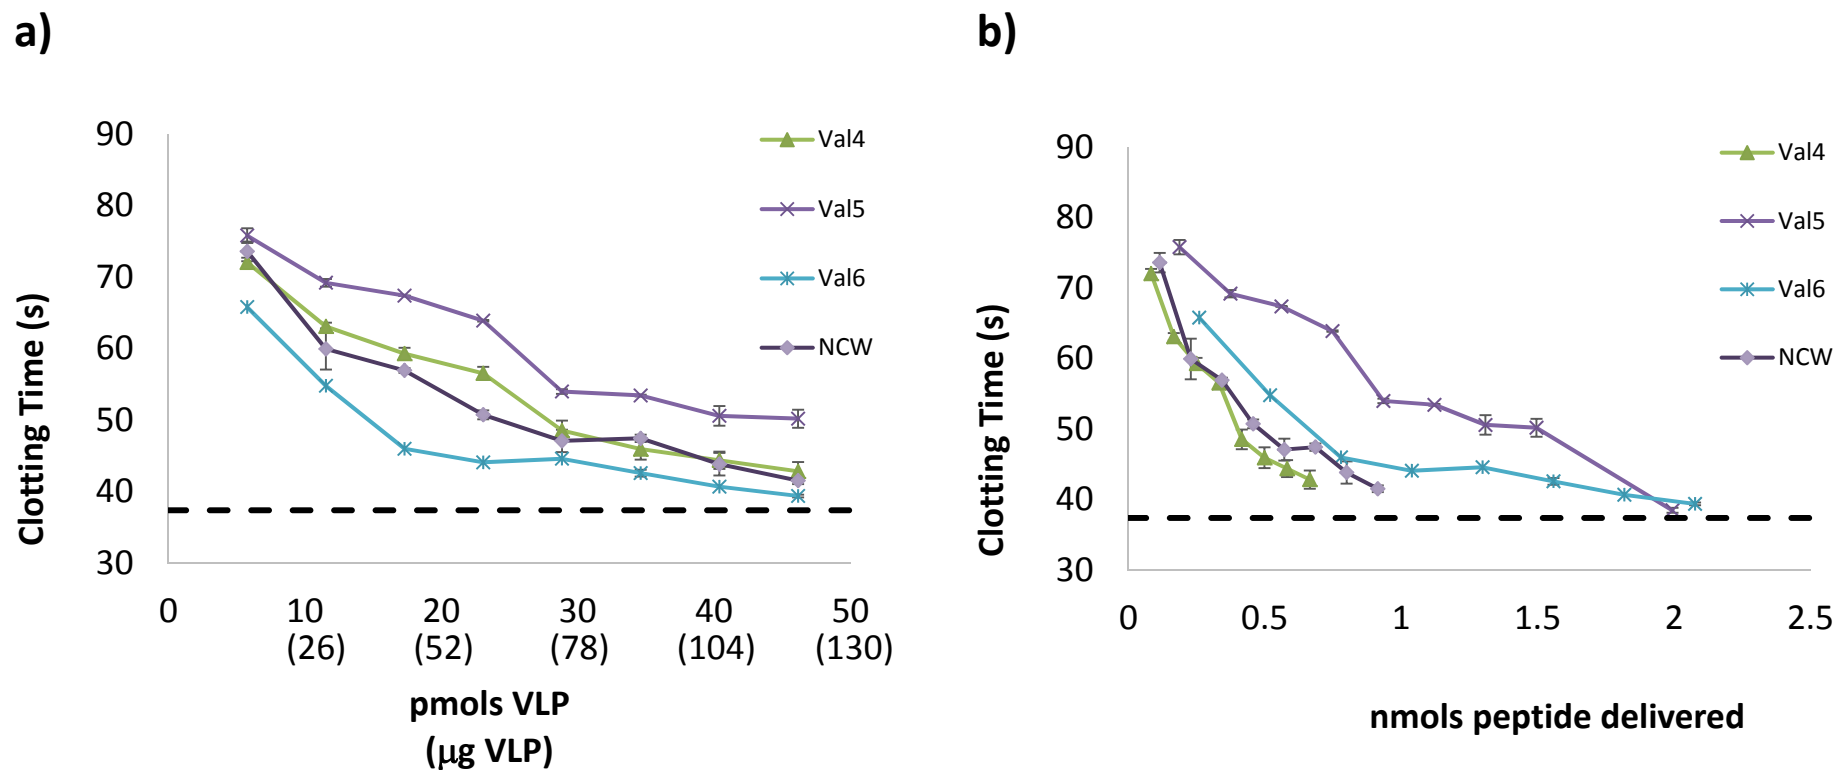 a)
90
80
70
60
50
40
30
Clotting Time (s)
0 10 20 30 40 50
(26) (52) (78) (104) (130)
pmols VLP
(µg VLP)
Val4
Val5
Val6
NCW
b)
90
80
70
60
50
40
30
Clotting Time (s)
0 0.5 1 1.5 2 2.5
nmols peptide delivered
Val4
Val5
Val6
NCW